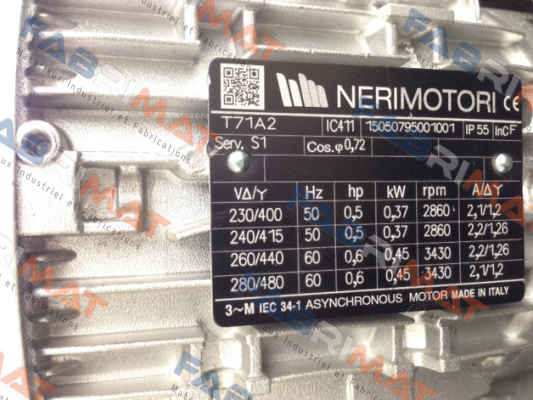 NERIMOTORI CE
T71A2 IC411 15050795001001 IP 55 IncF
Serv. S1 Cos.φ0,72
VΔ/Y Hz hp kW rpm A/ΔY
230/400 50 0,5 0,37 2860 2,1/1,2
240/415 50 0,5 0,37 2860 2,2/1,26
260/440 60 0,6 0,45 3430 2,2/1,26
280/480 60 0,6 0,45 3430 2,1/1,2
3~M IEC 34-1 ASYNCHRONOUS MOTOR MADE IN ITALY
FABRIMAT